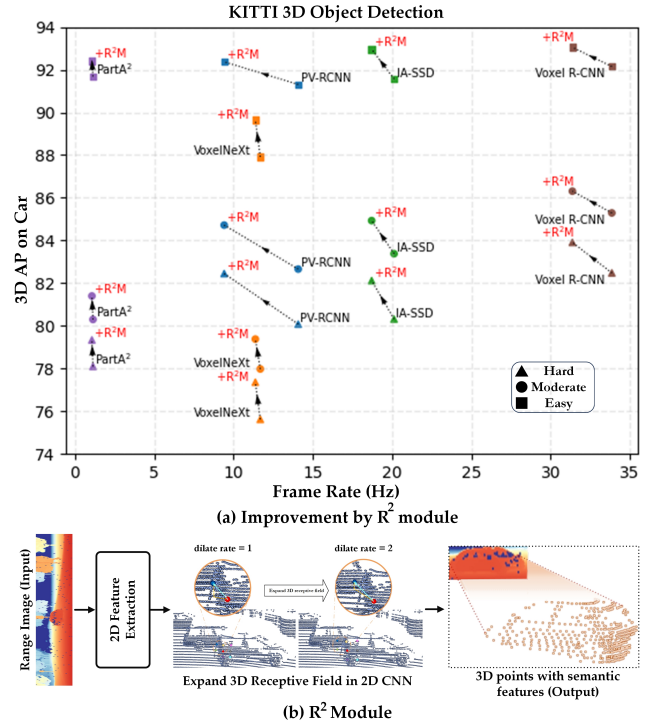 KITTI 3D Object Detection
94
92
90
88
86
84
82
80
78
76
74
3D AP on Car
+R²M
PartA²
+R²M
PV-RCNN
+R²M
IA-SSD
+R²M
Voxel R-CNN
+R²M
VoxelNeXt
+R²M
Voxel R-CNN
+R²M
PV-RCNN
+R²M
IA-SSD
+R²M
Voxel R-CNN
+R²M
PV-RCNN
+R²M
IA-SSD
+R²M
PartA²
+R²M
PartA²
+R²M
VoxelNeXt
+R²M
VoxelNeXt
Hard
Moderate
Easy
0 5 10 15 20 25 30 35
Frame Rate (Hz)
(a) Improvement by R² module
Range Image (Input)
2D Feature
Extraction
dilate rate = 1
dilate rate = 2
Expand 3D receptive field
Expand 3D Receptive Field in 2D CNN
3D points with semantic
features (Output)
(b) R² Module